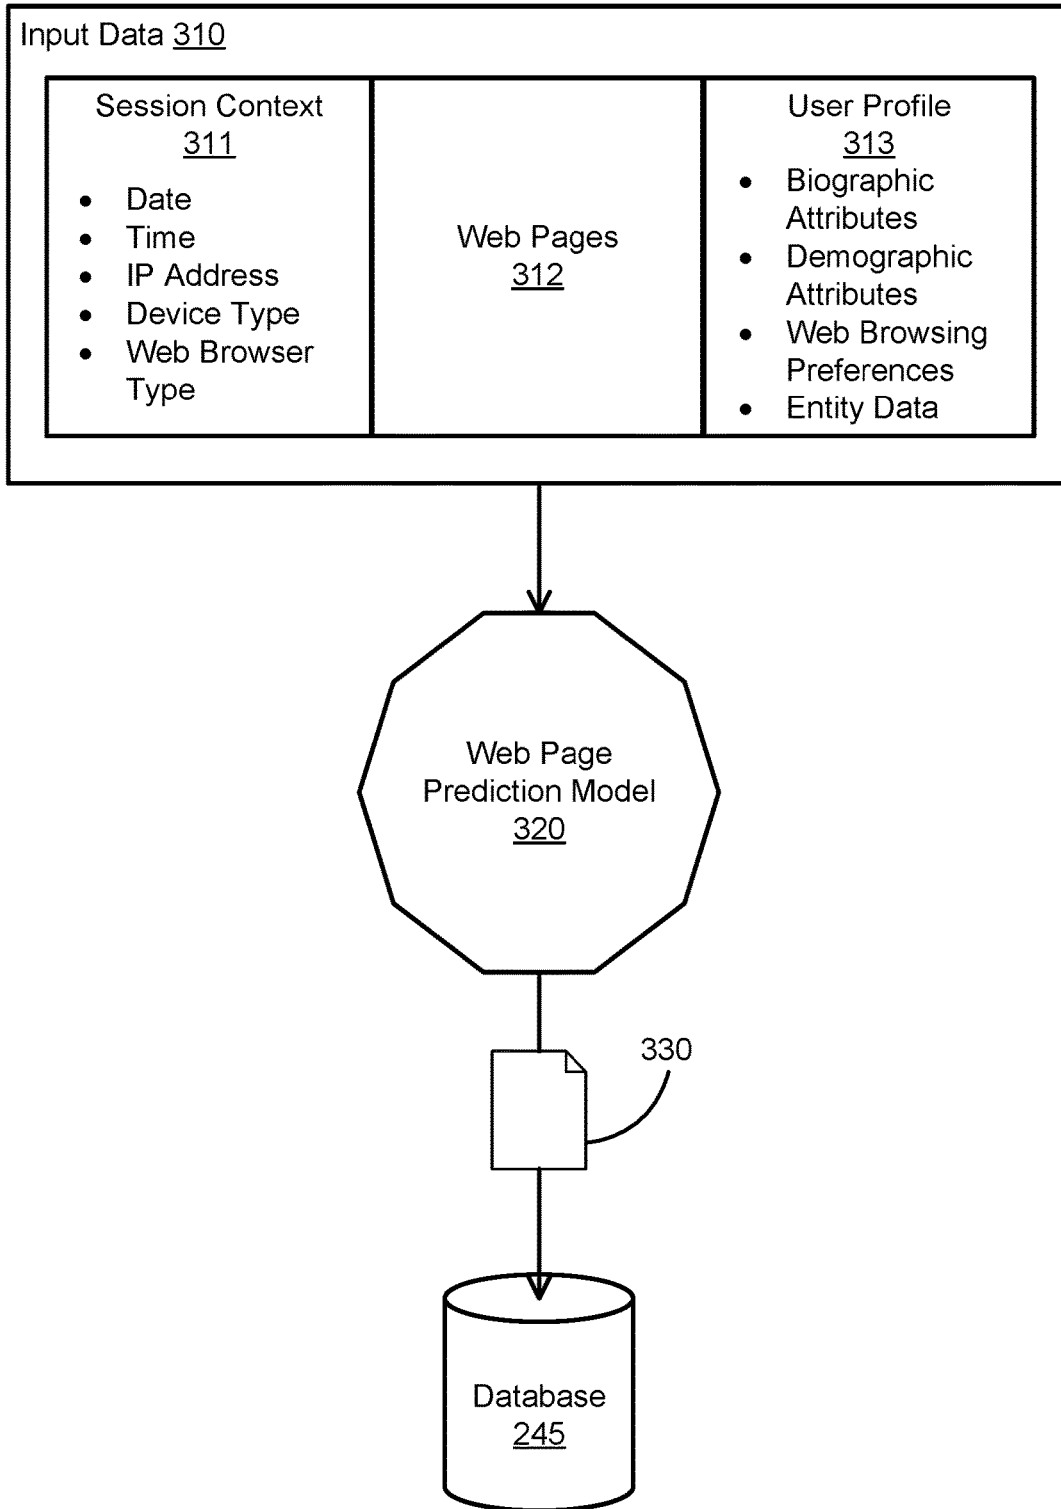 Input Data 310
Session Context
311
• Date
• Time
• IP Address
• Device Type
• Web Browser
Type
Web Pages
312
User Profile
313
• Biographic
Attributes
• Demographic
Attributes
• Web Browsing
Preferences
• Entity Data
Web Page
Prediction Model
320
330
Database
245